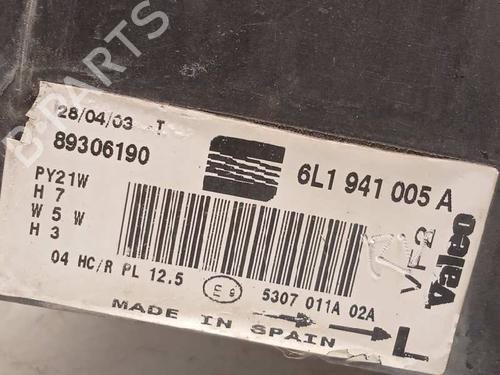 28/04/03 T
89306190
6L1 941 005 A
PY21W
H 7
W 5 W
H 3
Valeo
VF2
04 HC/R PL 12.5
E9
5307 011A 02A
MADE IN SPAIN
L
B-PARTS